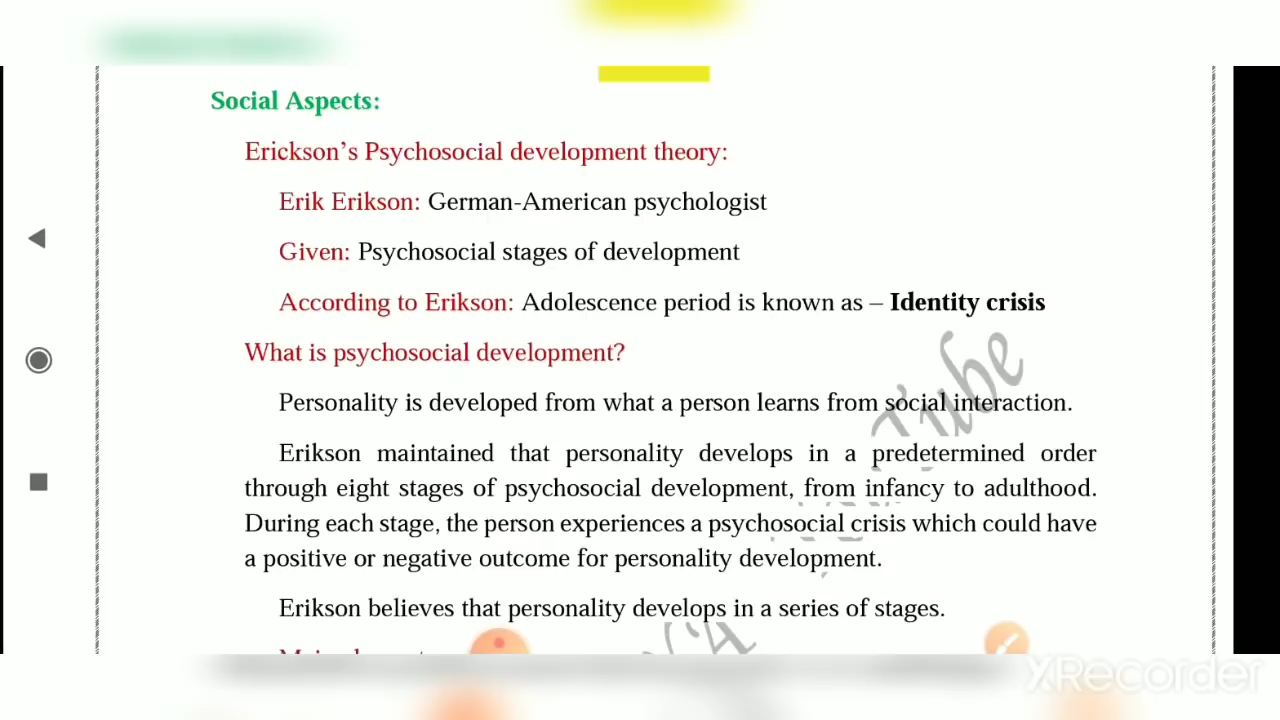 Social Aspects:
Erickson's Psychosocial development theory:
Erik Erikson: German-American psychologist
Given: Psychosocial stages of development
According to Erikson: Adolescence period is known as – Identity crisis
What is psychosocial development?
Personality is developed from what a person learns from social interaction.
Erikson maintained that personality develops in a predetermined order
through eight stages of psychosocial development, from infancy to adulthood.
During each stage, the person experiences a psychosocial crisis which could have
a positive or negative outcome for personality development.
Erikson believes that personality develops in a series of stages.
XRecorder